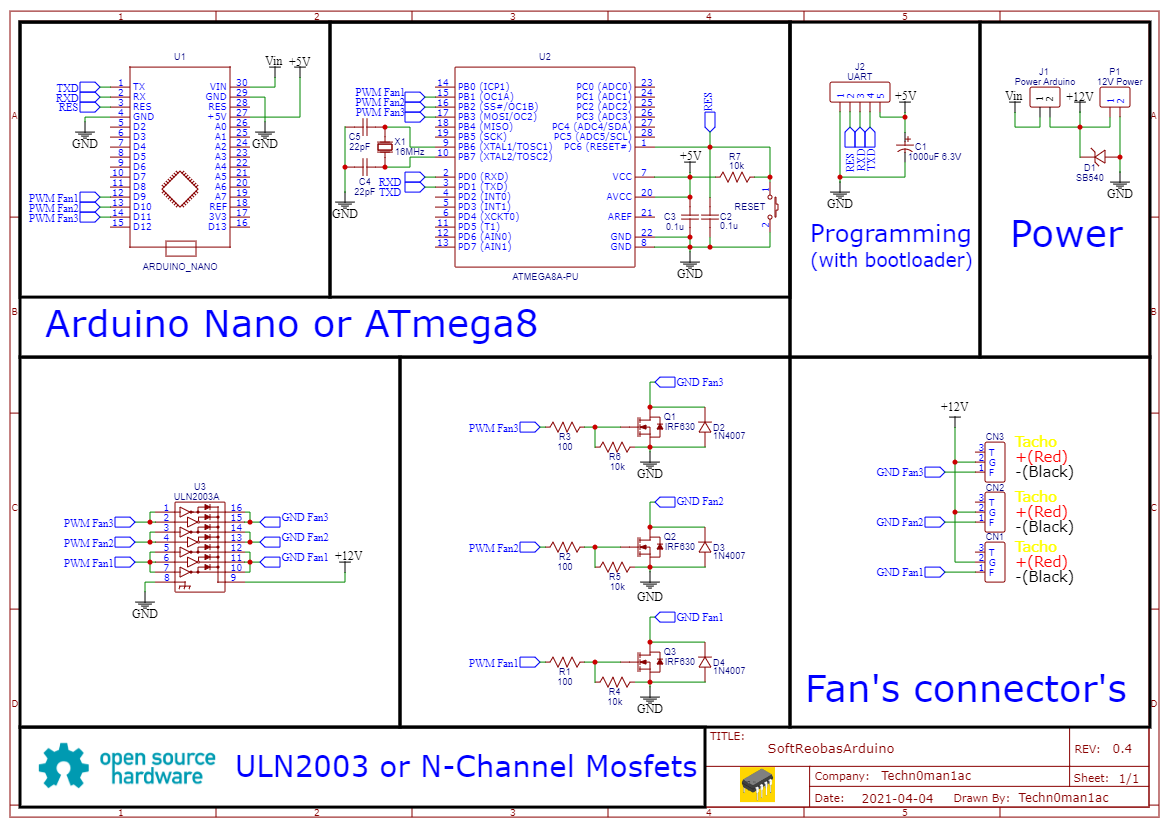 1 2 3 4 5
A A
B B
C C
D D
1 2 3 4 5
U1
Vin +5V
TXD 1 TX VIN 30
RXD 2 RX GND 29
RES 3 RES RES 28
4 GND +5V 27
5 D2 A0 26
6 D3 A1 25
7 D4 A2 24
8 D5 A3 23
9 D6 A4 22
10 D7 A5 21
11 D8 A6 20
PWM Fan1 12 D9 A7 19
PWM Fan2 13 D10 REF 18
PWM Fan3 14 D11 3V3 17
15 D12 D13 16
GND GND
ARDUINO_NANO
U2
14 PB0 (ICP1) PC0 (ADC0) 23
PWM Fan1 15 PB1 (OC1A) PC1 (ADC1) 24
PWM Fan2 16 PB2 (SS#/OC1B) PC2 (ADC2) 25
PWM Fan3 17 PB3 (MOSI/OC2) PC3 (ADC3) 26
18 PB4 (MISO) PC4 (ADC4/SDA) 27
19 PB5 (SCK) PC5 (ADC5/SCL) 28
9 PB6 (XTAL1/TOSC1) PC6 (RESET#) 1
10 PB7 (XTAL2/TOSC2)
RXD 2 PD0 (RXD) VCC 7
TXD 3 PD1 (TXD)
4 PD2 (INT0) AVCC 20
5 PD3 (INT1)
6 PD4 (XCKT0) AREF 21
11 PD5 (T1)
12 PD6 (AIN0) GND 22
13 PD7 (AIN1) GND 8
ATMEGA8A-PU
C5
22pF
X1
16MHz
C4
22pF
GND
RES
+5V
R7
10k
RESET
1
2
C3
0.1u
C2
0.1u
GND
J2
UART
1 2 3 4 5
+5V
RES RXD TXD
C1
1000uF 6.3V
GND
Programming
(with bootloader)
J1
Power Arduino
Vin
1 2
+12V
P1
12V Power
1 2
D1
SB540
GND
Power
Arduino Nano or ATmega8
U3
ULN2003A
1 16
PWM Fan3 2 15 GND Fan3
3 14
PWM Fan2 4 13 GND Fan2
5 12
PWM Fan1 6 11 GND Fan1
7 10
8 9
+12V
GND
GND Fan3
PWM Fan3
R3
100
R6
10k
Q1
IRF630
D2
1N4007
GND
GND Fan2
PWM Fan2
R2
100
R5
10k
Q2
IRF630
D3
1N4007
GND
GND Fan1
PWM Fan1
R1
100
R4
10k
Q3
IRF630
D4
1N4007
GND
+12V
CN3
3 T Tacho
2 G +(Red)
GND Fan3 1 F -(Black)
CN2
3 T Tacho
2 G +(Red)
GND Fan2 1 F -(Black)
CN1
3 T Tacho
2 G +(Red)
GND Fan1 1 F -(Black)
Fan's connector's
open source
hardware
ULN2003 or N-Channel Mosfets
TITLE:
SoftReobasArduino
REV: 0.4
Company: Techn0man1ac
Sheet: 1/1
Date: 2021-04-04 Drawn By: Techn0man1ac